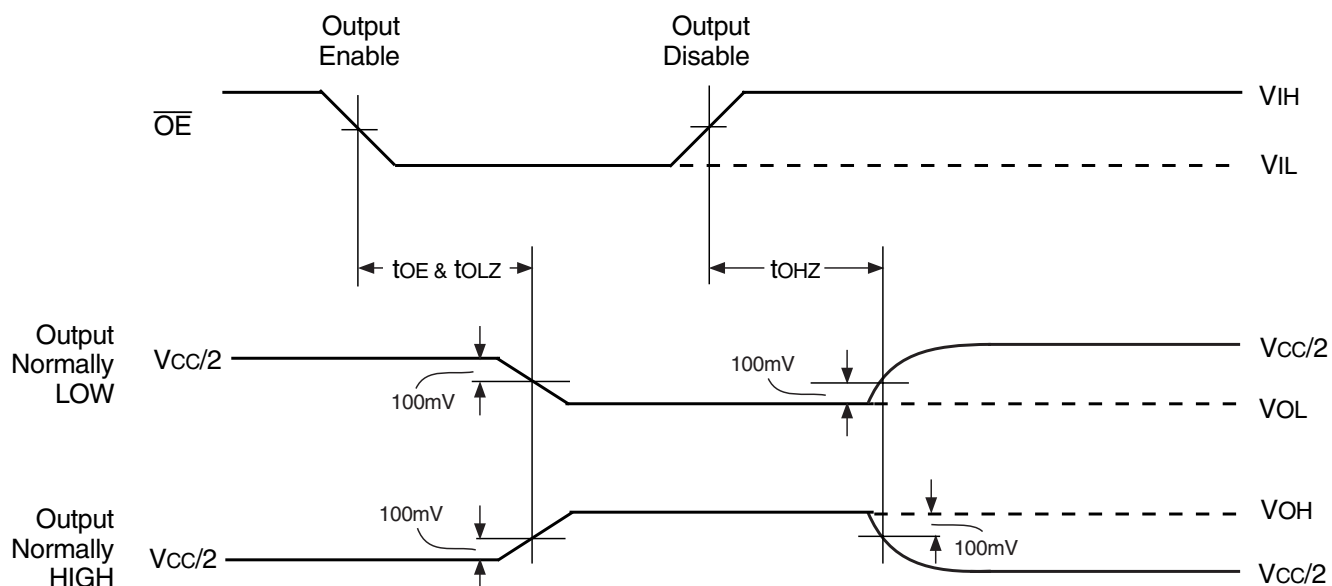 Output
Enable
Output
Disable
OE
VIH
VIL
tOE & tOLZ
tOHZ
Output
Normally
LOW
VCC/2
100mV
100mV
VCC/2
VOL
Output
Normally
HIGH
100mV
VCC/2
VOH
100mV
VCC/2